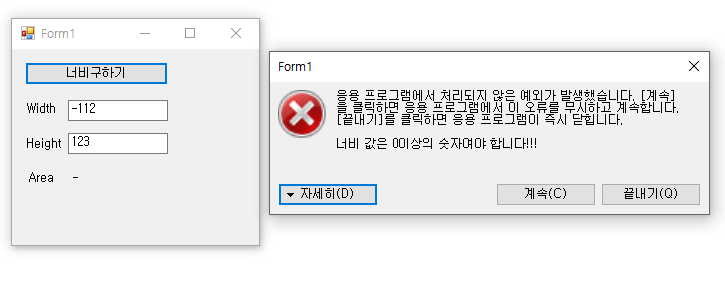 Form1
너비구하기
Width -112
Height 123
Area -
Form1
응용 프로그램에서 처리되지 않은 예외가 발생했습니다. [계속]
을 클릭하면 응용 프로그램에서 이 오류를 무시하고 계속합니다.
[끝내기]를 클릭하면 응용 프로그램이 즉시 닫힙니다.
너비 값은 0이상의 숫자여야 합니다!!!
자세히(D) 계속(C) 끝내기(Q)